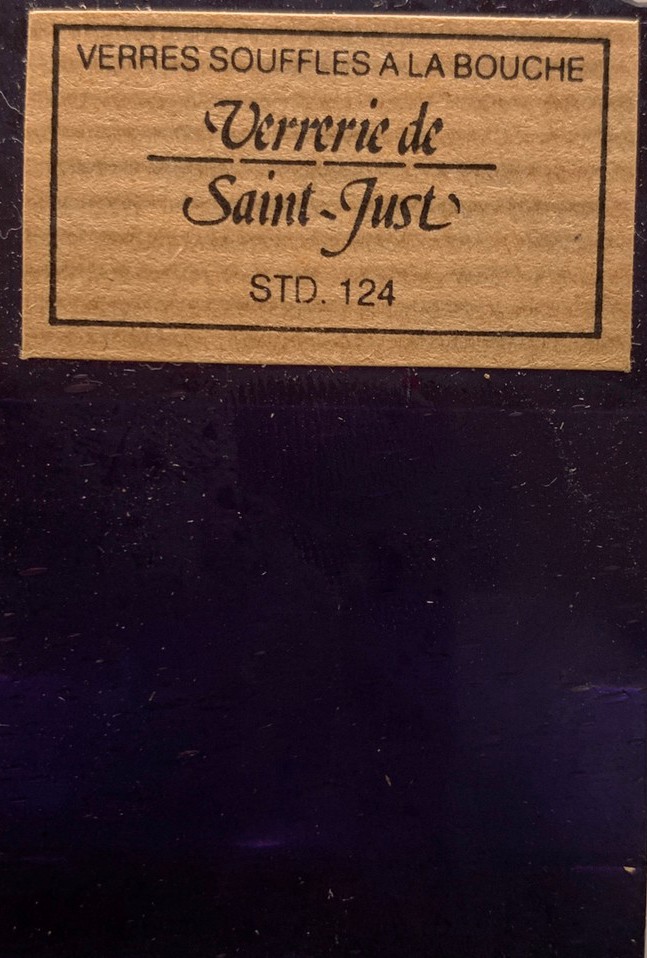 VERRES SOUFFLES A LA BOUCHE
Verrerie de
Saint-Just
STD. 124